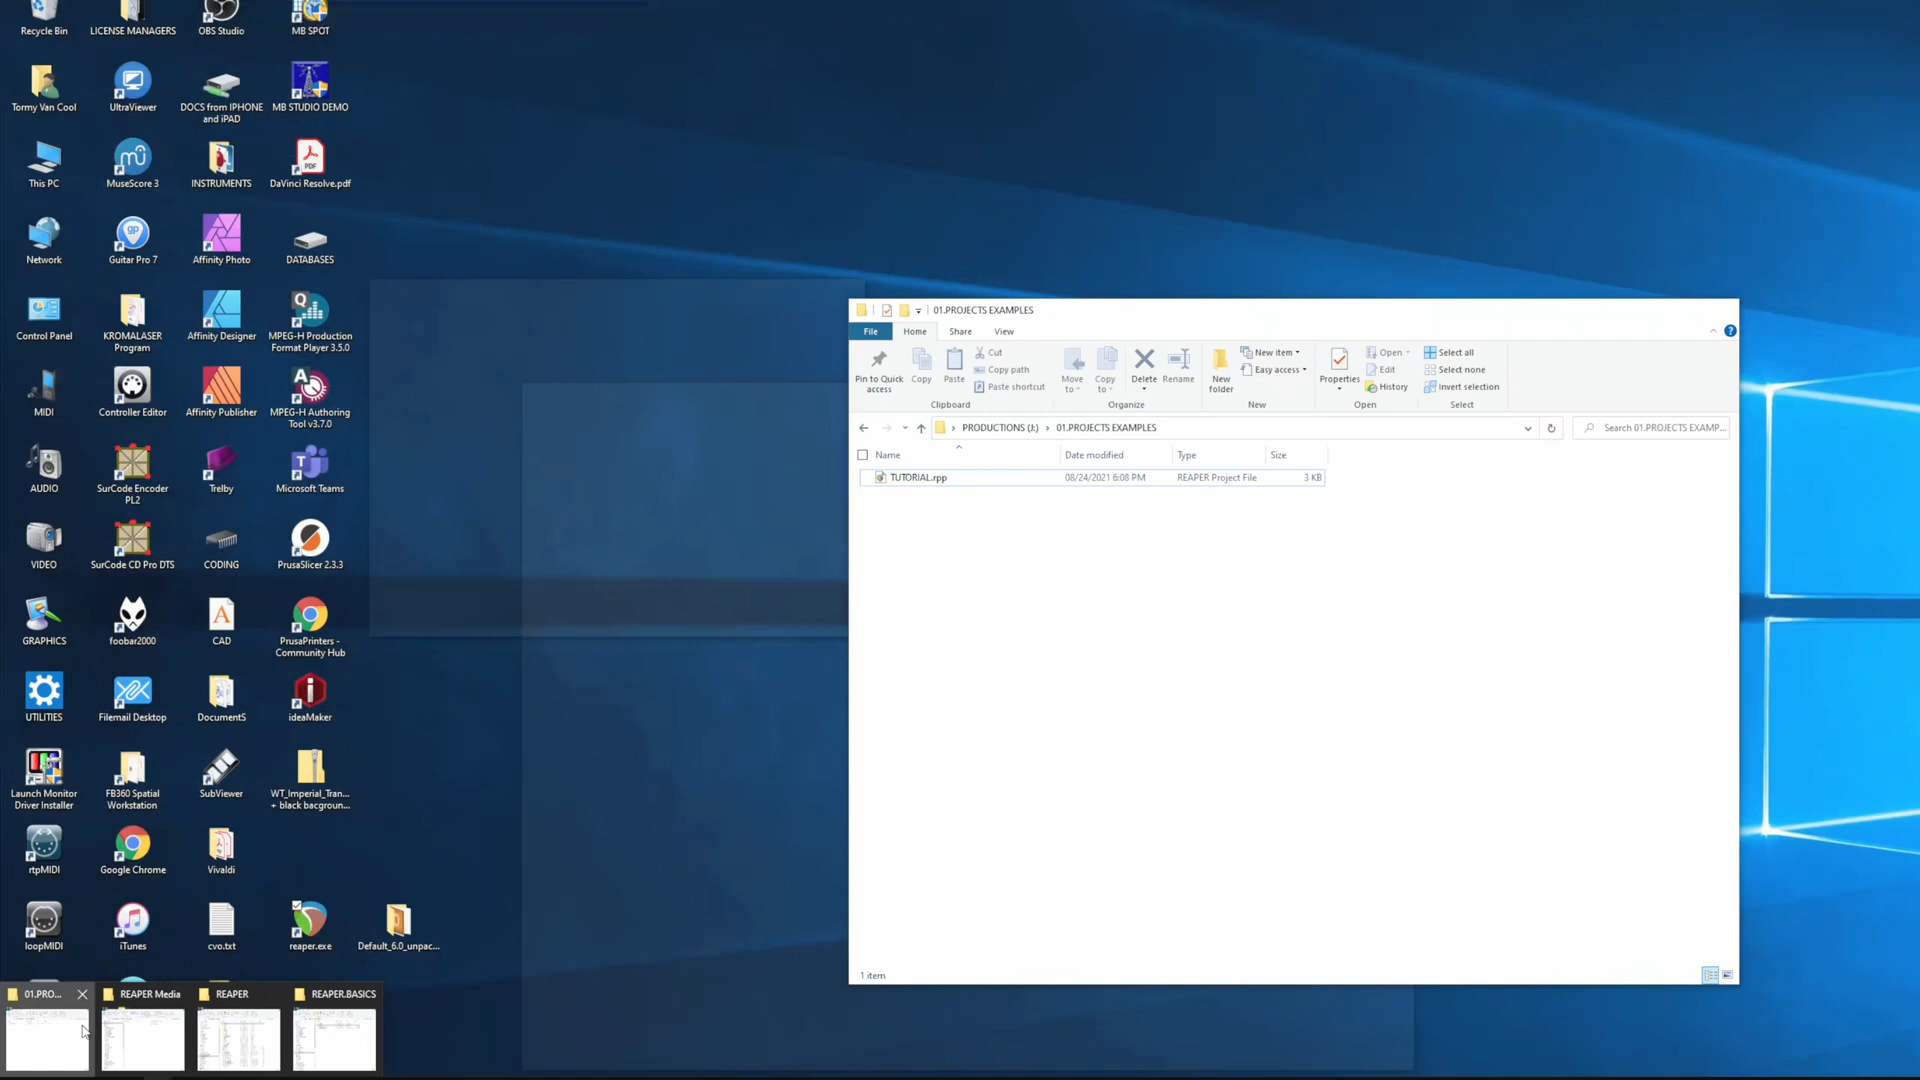 Recycle Bin
LICENSE MANAGERS
OBS Studio
MB SPOT
Tormy Van Cool
UltraViewer
DOCS from IPHONE
and iPAD
MB STUDIO DEMO
This PC
MuseScore 3
INSTRUMENTS
DaVinci Resolve.pdf
Network
Guitar Pro 7
Affinity Photo
DATABASES
Control Panel
KROMALASER
Program
Affinity Designer
MPEG-H Production
Format Player 3.5.0
MIDI
Controller Editor
Affinity Publisher
MPEG-H Authoring
Tool v3.7.0
AUDIO
SurCode Encoder
PL2
Trelby
Microsoft Teams
VIDEO
SurCode CD Pro DTS
CODING
PrusaSlicer 2.3.3
GRAPHICS
foobar2000
CAD
PrusaPrinters -
Community Hub
UTILITIES
Filemail Desktop
DocumentS
ideaMaker
Launch Monitor
Driver Installer
FB360 Spatial
Workstation
SubViewer
WT_Imperial_Tran...
+ black bacgroun...
rtpMIDI
Google Chrome
Vivaldi
loopMIDI
iTunes
cvo.txt
reaper.exe
Default_6.0_unpac...
01.PROJECTS EXAMPLES
File Home Share View
Pin to Quick
access
Copy
Paste
Cut
Copy path
Paste shortcut
Clipboard
Move
to
Copy
to
Delete
Rename
Organize
New
folder
New item
Easy access
New
Properties
Open
Edit
History
Open
Select all
Select none
Invert selection
Select
PRODUCTIONS (J:) › 01.PROJECTS EXAMPLES
Search 01.PROJECTS EXAMP...
Name Date modified Type Size
TUTORIAL.rpp 08/24/2021 6:08 PM REAPER Project File 3 KB
1 item
01.PRO...
REAPER Media
REAPER
REAPER.BASICS